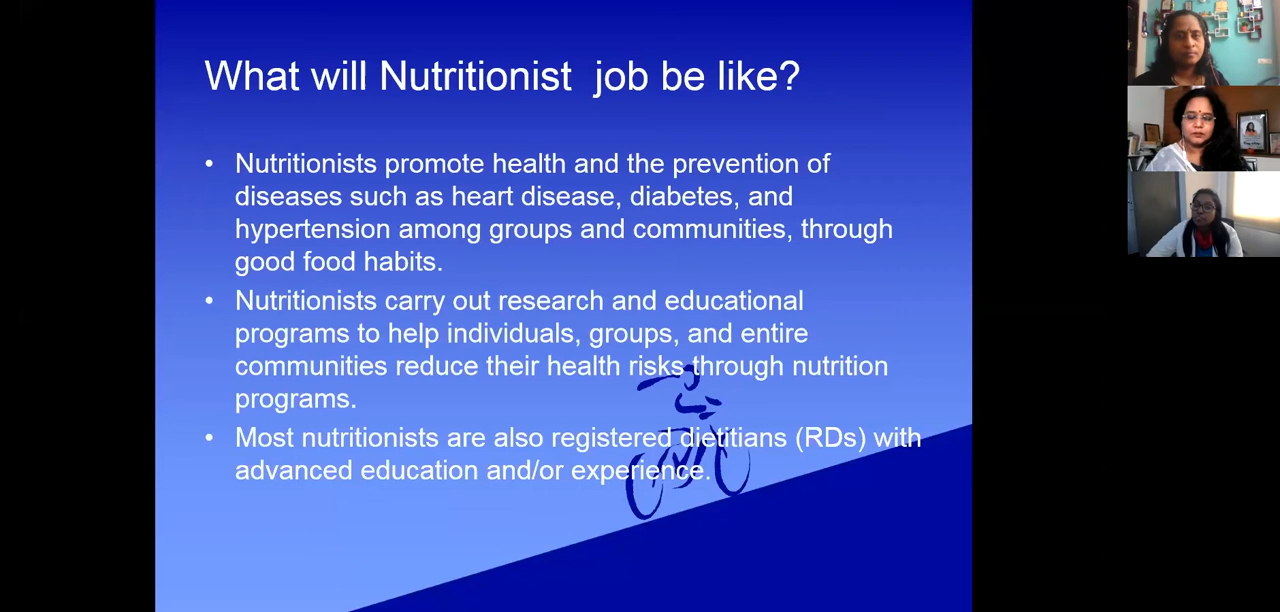 What will Nutritionist  job be like?
• Nutritionists promote health and the prevention of
diseases such as heart disease, diabetes, and
hypertension among groups and communities, through
good food habits.
• Nutritionists carry out research and educational
programs to help individuals, groups, and entire
communities reduce their health risks through nutrition
programs.
• Most nutritionists are also registered dietitians (RDs) with
advanced education and/or experience.